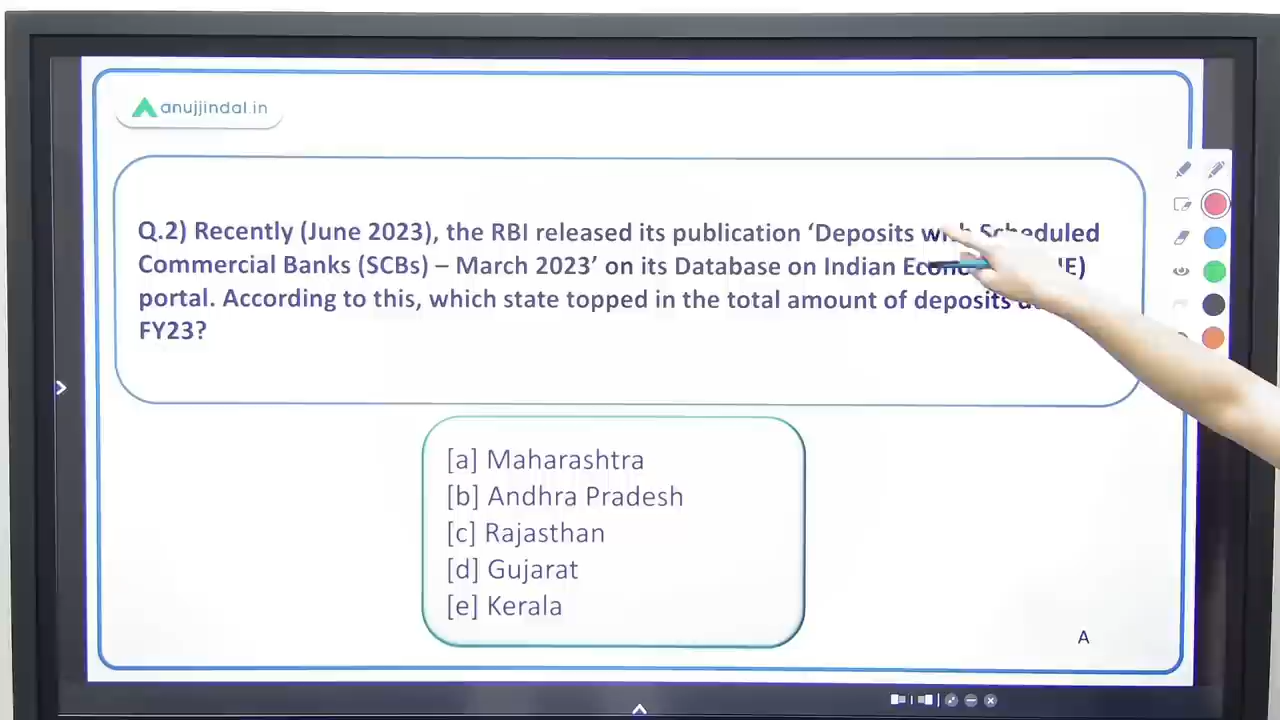 anujjindal.in
Q.2) Recently (June 2023), the RBI released its publication ‘Deposits with Scheduled
Commercial Banks (SCBs) – March 2023’ on its Database on Indian
portal. According to this, which state topped in the total amount of deposits
FY23?
[a] Maharashtra
[b] Andhra Pradesh
[c] Rajasthan
[d] Gujarat
[e] Kerala
A